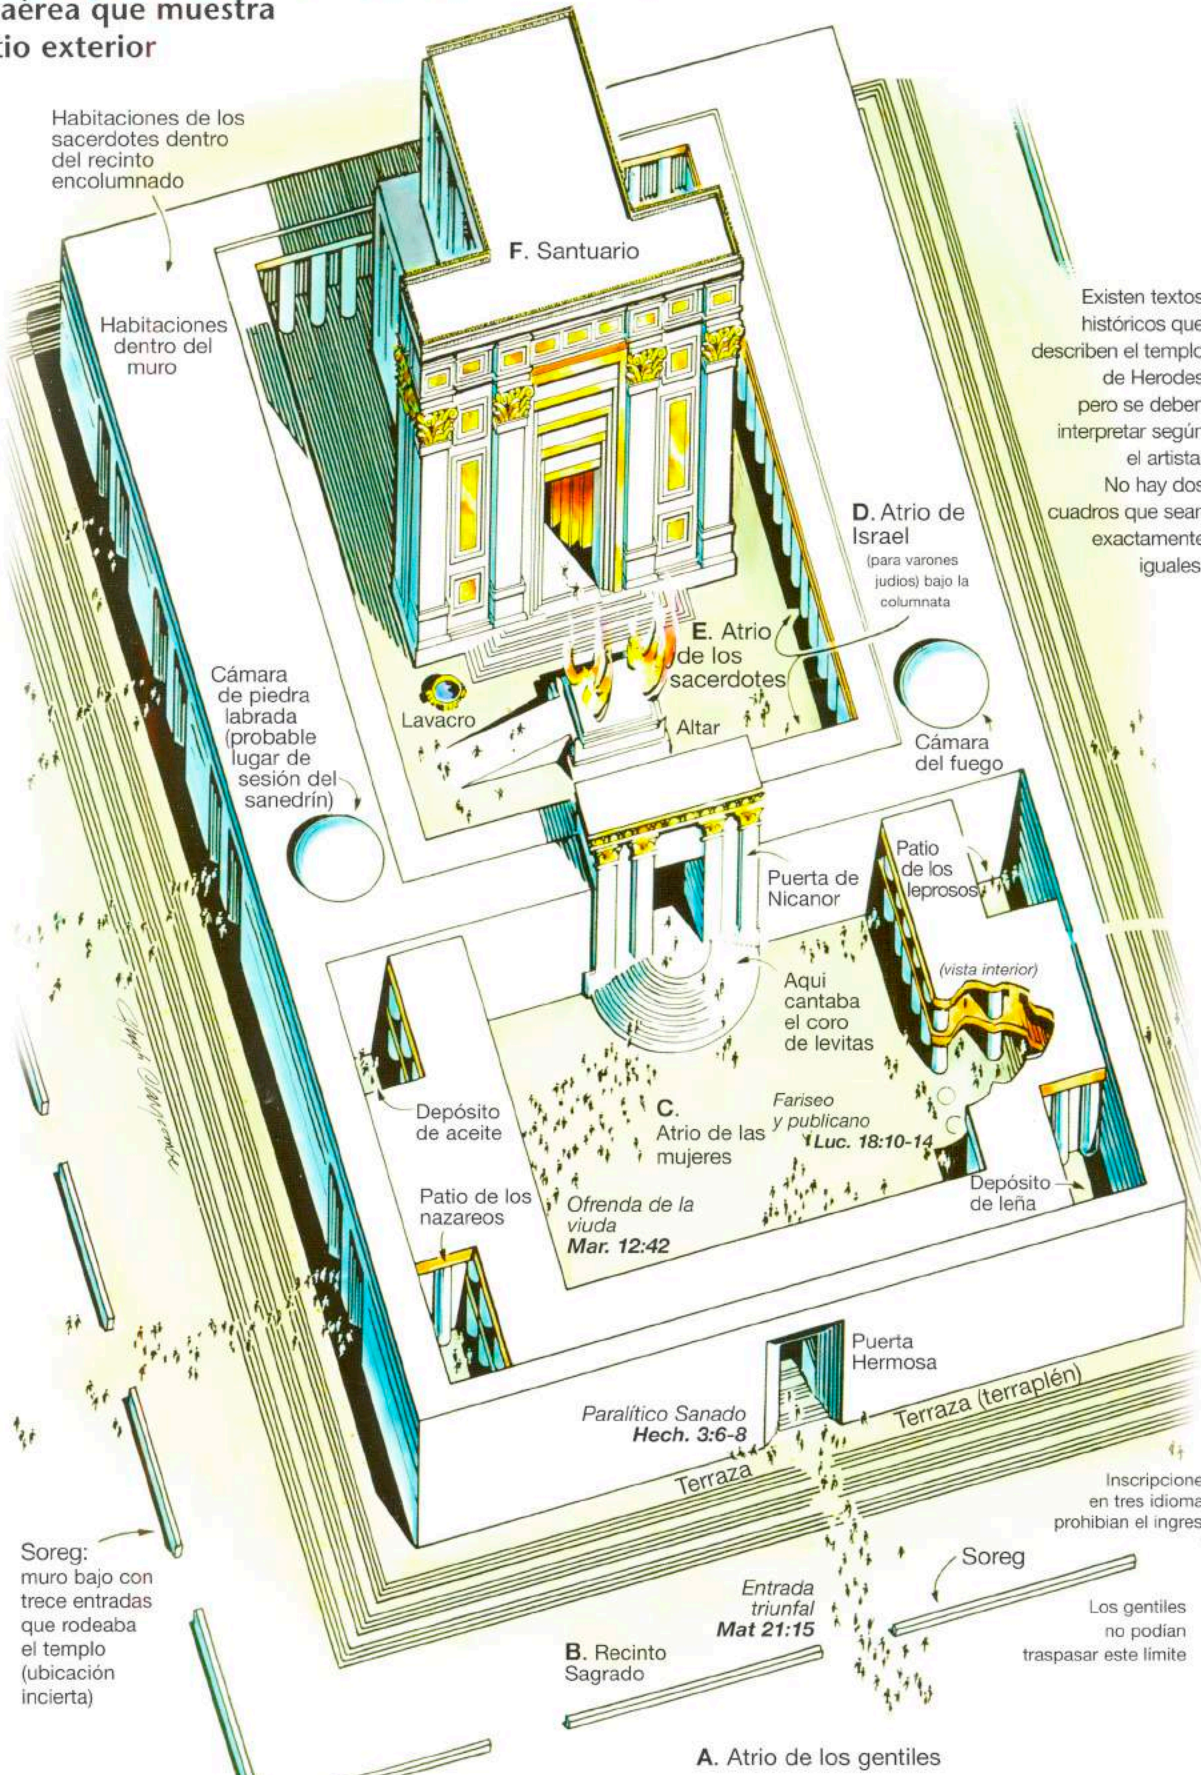 aérea que muestra
tio exterior
Habitaciones de los
sacerdotes dentro
del recinto
encolumnado
F. Santuario
Habitaciones
dentro del
muro
Existen textos
históricos que
describen el templo
de Herodes
pero se deben
interpretar según
el artista
No hay dos
cuadros que sean
exactamente
iguales
D. Atrio de
Israel
(para varones
judios) bajo la
columnata
E. Atrio
de los
sacerdotes
Cámara
de piedra
labrada
(probable
lugar de
sesión del
sanedrín)
Lavacro
Altar
Cámara
del fuego
Patio
de los
leprosos
Puerta de
Nicanor
(vista interior)
Aqui
cantaba
el coro
de levitas
Depósito
de aceite
C.
Atrio de las
mujeres
Fariseo
y publicano
Luc. 18:10-14
Patio de los
nazareos
Ofrenda de la
viuda
Mar. 12:42
Depósito
de leña
Puerta
Hermosa
Paralítico Sanado
Hech. 3:6-8
Terraza (terraplén)
Terraza
Inscripcione
en tres idioma
prohibian el ingres
Soreg:
muro bajo con
trece entradas
que rodeaba
el templo
(ubicación
incierta)
Soreg
Entrada
triunfal
Mat 21:15
Los gentiles
no podian
traspasar este límite
B. Recinto
Sagrado
A. Atrio de los gentiles